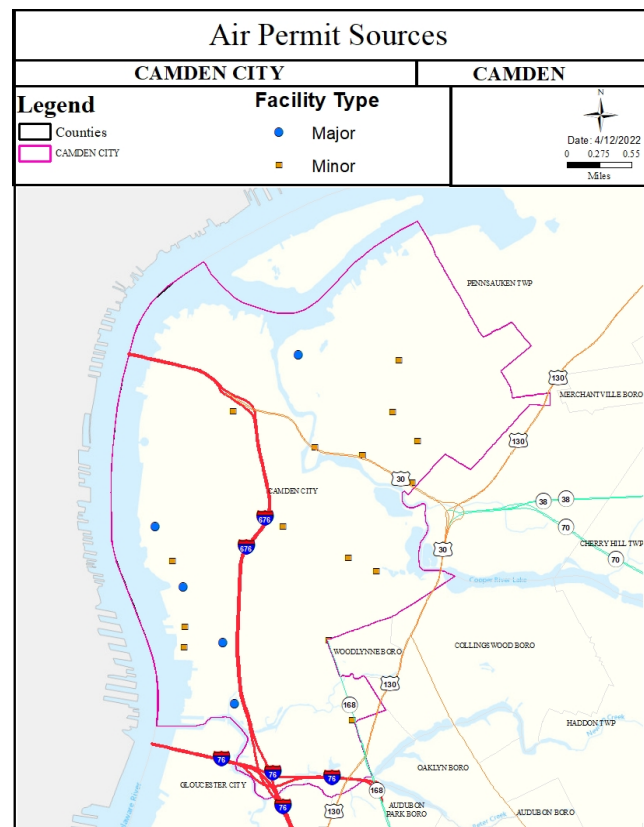 Air Permit Sources
CAMDEN CITY
CAMDEN
Legend
Counties
CAMDEN CITY
Facility Type
Major
Minor
N
Date: 4/12/2022
0 0.275 0.55
Miles
PENNSAUKEN TWP
130
MERCHANTVILLE BORO
130
30
CAMDEN CITY
38 38
676
70
CHERRY HILL TWP
676
30
70
Cooper River Lake
COLLINGSWOOD BORO
WOODLYNNE BORO
130
168
HADDON TWP
Creek
76
76
76
OAKLYN BORO
GLOUCESTER CITY
168
76
130
AUDUBON
PARK BORO
AUDUBON BORO
Creek
River